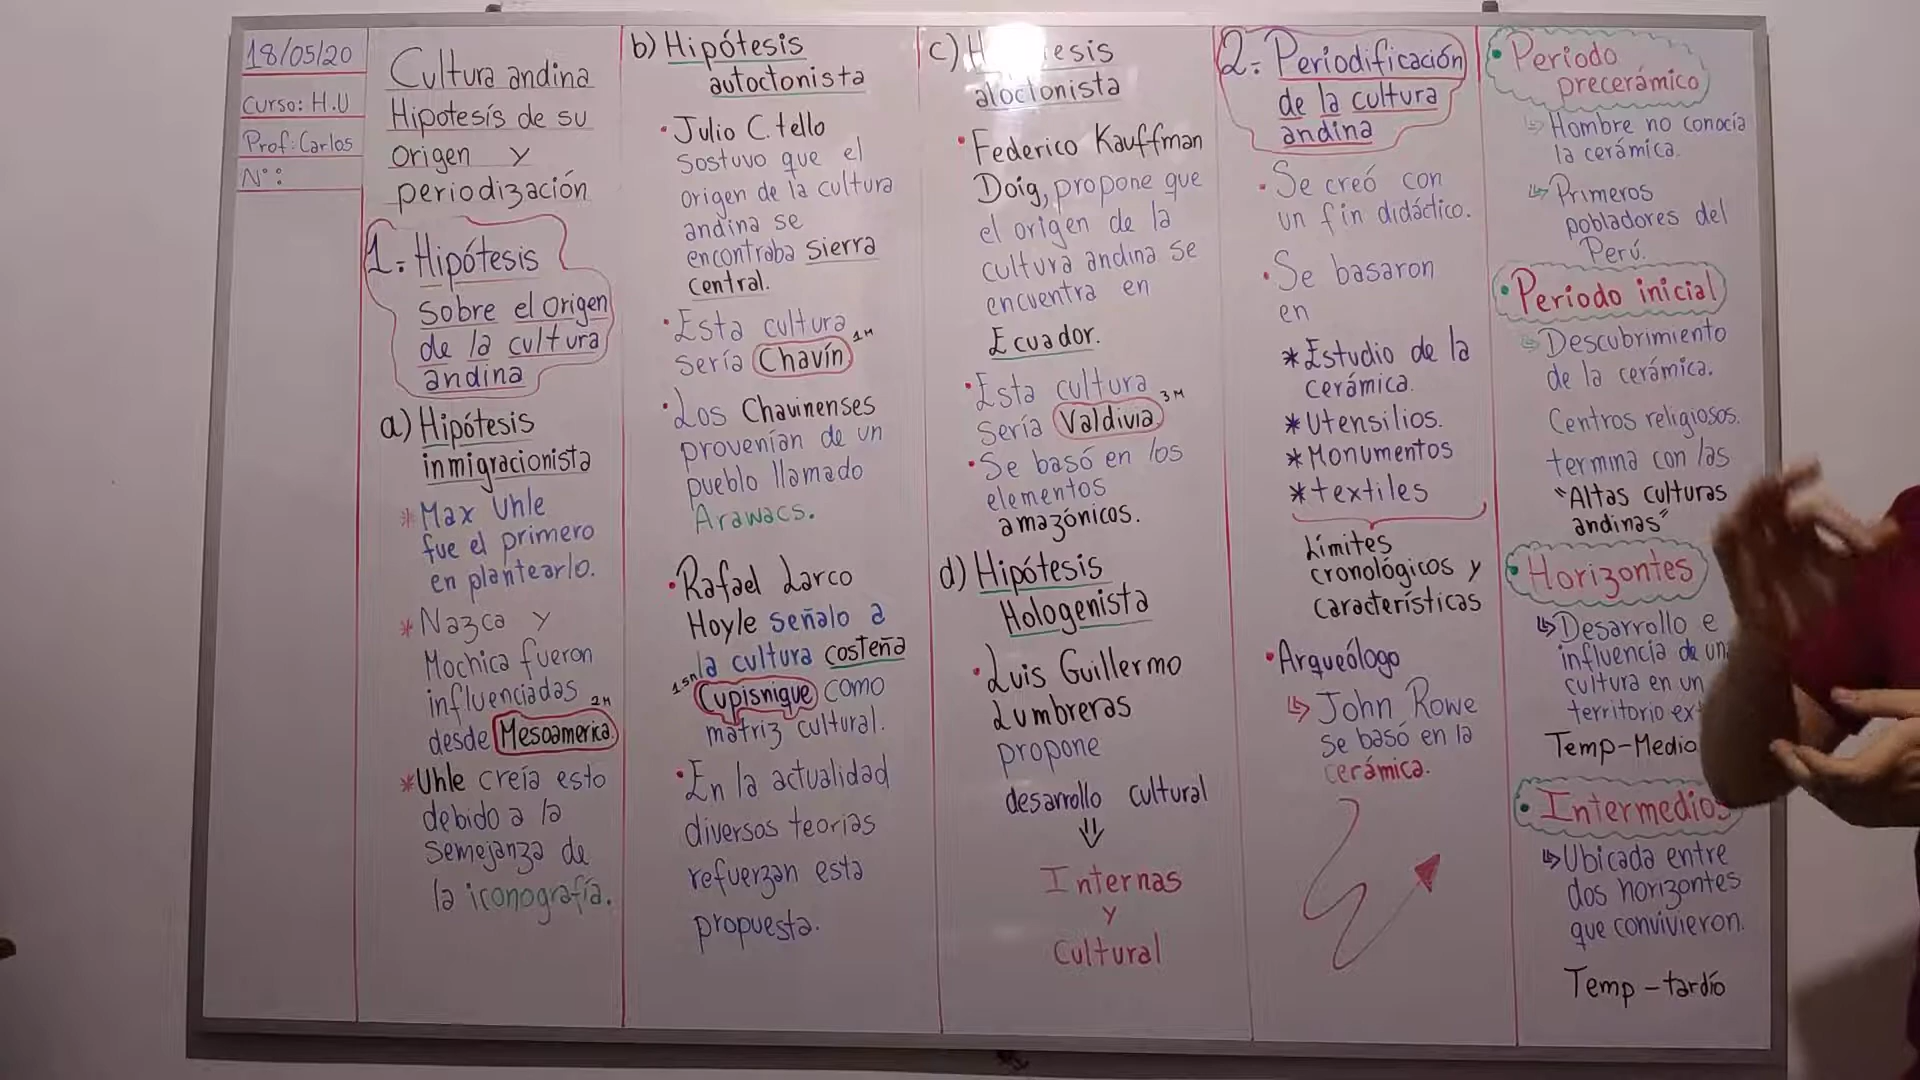 18/05/20
Curso: H.U
Prof: Carlos
N°:
Cultura andina
Hipotesís de su
Origen y
periodización
1.- Hipótesis
sobre el origen
de la cultura
andina
a) Hipótesis
inmigracionista
* Max Uhle
fue el primero
en plantearlo.
* Nazca y
Mochica fueron
influenciadas 2M
desde Mesoamerica.
* Uhle creía esto
debido a la
semejanza de
la iconografía.
b) Hipótesis
autoctonista
• Julio C. tello
Sostuvo que el
origen de la cultura
andina se
encontraba sierra
central.
• Esta cultura 1M
sería Chavín
• Los Chavinenses
provenían de un
pueblo llamado
Arawacs.
• Rafael Larco
Hoyle señalo a
la cultura costeña
Cupisnique como
matriz cultural.
• En la actualidad
diversos teorias
refuerzan esta
propuesta.
c) H esis
aloctonista
• Federico Kauffman
Doig, propone que
el origen de la
cultura andina se
encuentra en
Ecuador.
• Esta cultura 3M
sería Valdivia
• Se basó en los
elementos
amazónicos.
d) Hipótesis
Hologenista
• Luis Guillermo
Lumbreras
propone
desarrollo cultural
⇓
Internas
y
Cultural
2.- Periodificación
de la cultura
andina
• Se creó con
un fin didáctico.
• Se basaron
en
* Estudio de la
cerámica.
* Utensilios.
* Monumentos
* textiles
Límites
cronológicos y
características
• Arqueólogo
↳ John Rowe
se basó en la
cerámica.
• Periodo
precerámico
↳ Hombre no conocía
la cerámica.
↳ Primeros
pobladores del
Perú.
• Periodo inicial
↳ Descubrimiento
de la cerámica.
Centros religiosos.
termina con las
"Altas culturas
andinas"
• Horizontes
↳ Desarrollo e
influencia de una
cultura en un
territorio ext
Temp-Medio
• Intermedios
↳ Ubicada entre
dos horizontes
que convivieron.
Temp - tardío